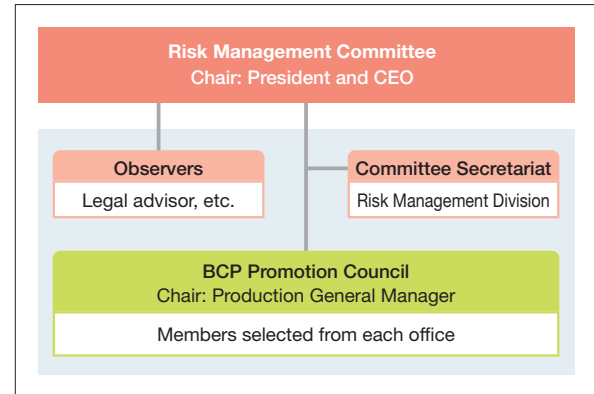 Risk Management Committee
Chair: President and CEO
Observers
Legal advisor, etc.
Committee Secretariat
Risk Management Division
BCP Promotion Council
Chair: Production General Manager
Members selected from each office